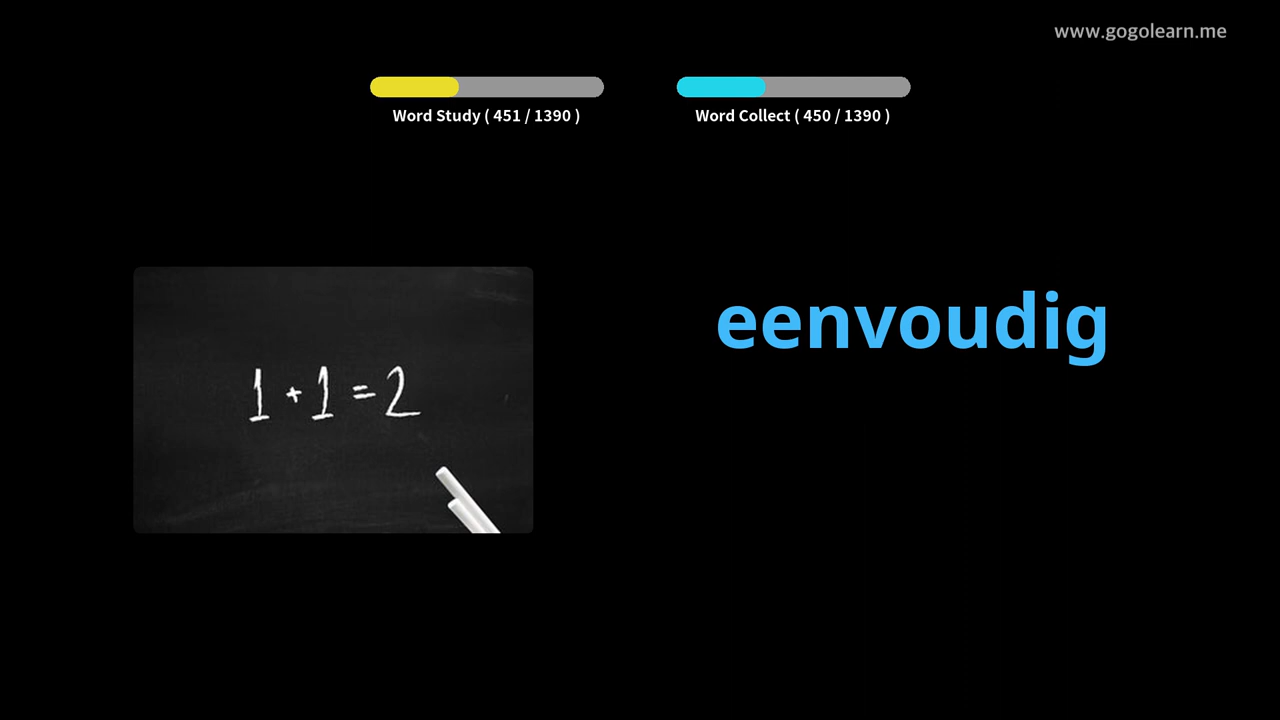 www.gogolearn.me
Word Study ( 451 / 1390 )
Word Collect ( 450 / 1390 )
eenvoudig
1 + 1 = 2